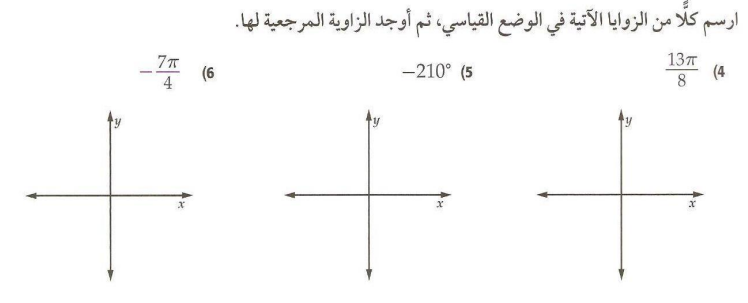 ارسم كلًّا من الزوايا الآتية في الوضع القياسي، ثم أوجد الزاوية المرجعية لها.
4) 13π/8
5) −210°
6) −7π/4
y
x
y
x
y
x